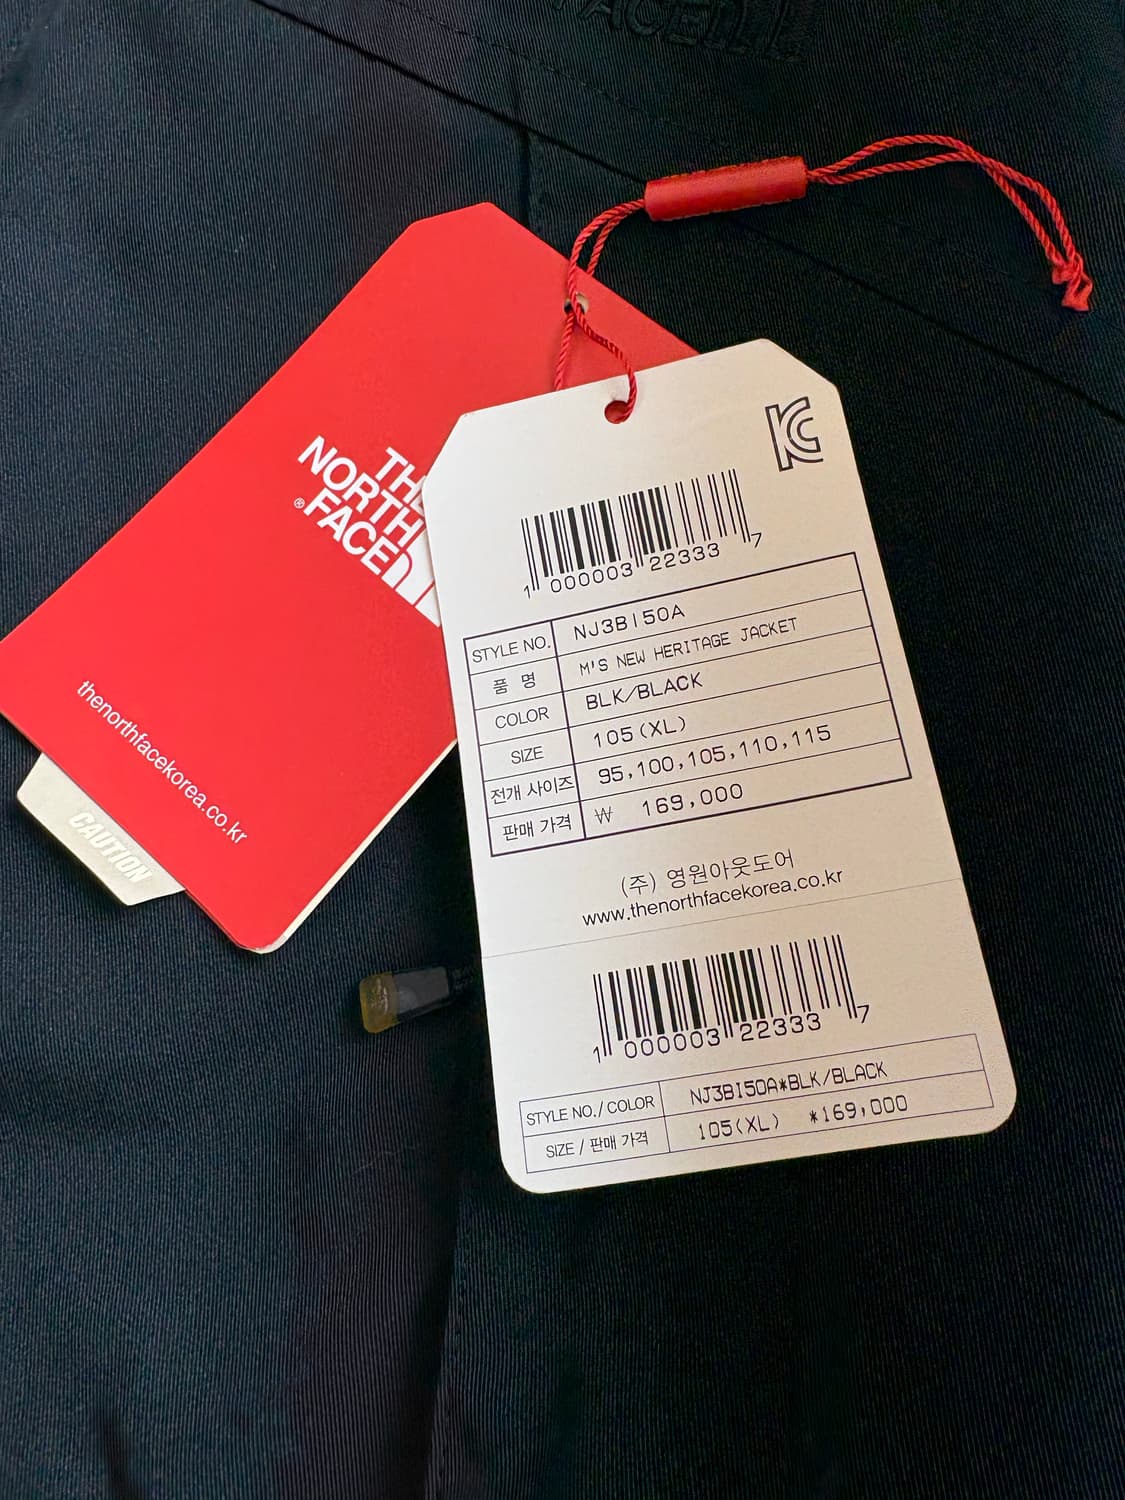 THE
NORTH
FACE
®
thenorthfacekorea.co.kr
CAUTION
1 000003 22333 7
STYLE NO. NJ3BI50A
품 명 M'S NEW HERITAGE JACKET
COLOR BLK/BLACK
SIZE 105(XL)
전개 사이즈 95,100,105,110,115
판매 가격 ₩ 169,000
(주) 영원아웃도어
www.thenorthfacekorea.co.kr
1 000003 22333 7
STYLE NO./ COLOR NJ3BI50A*BLK/BLACK
SIZE / 판매 가격 105(XL) *169,000